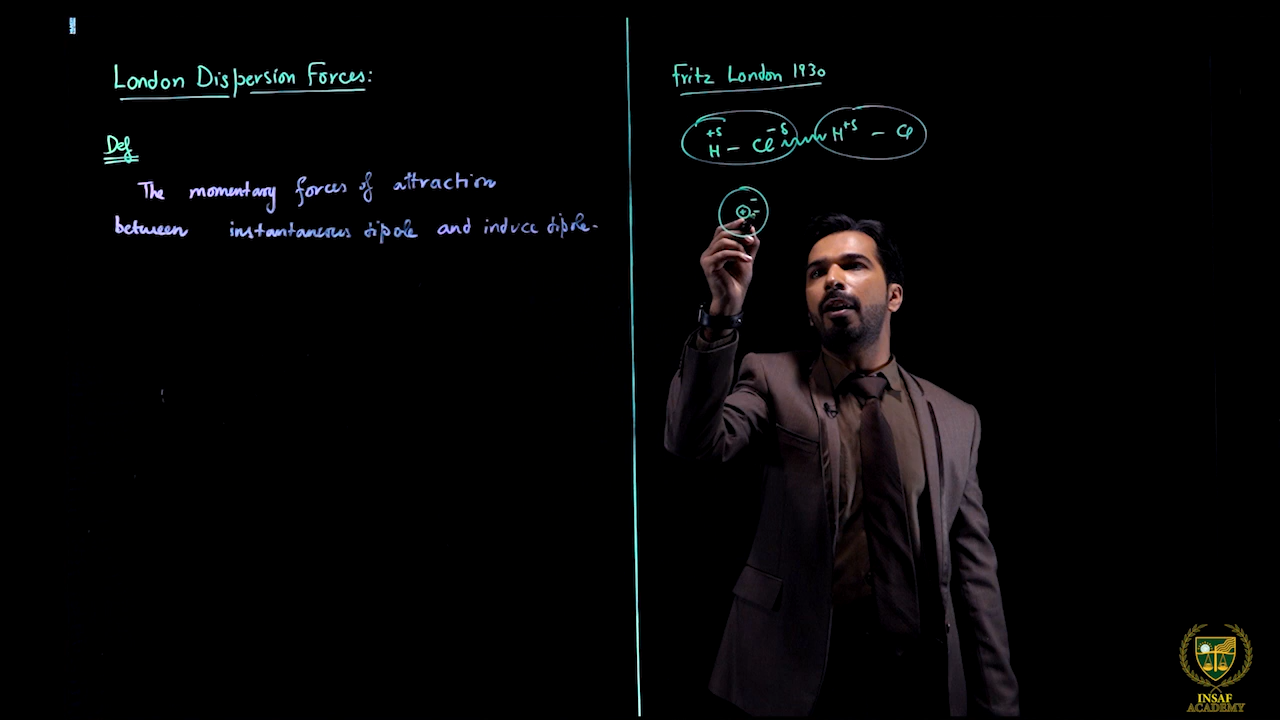 London Dispersion Forces:
Def
The momentary forces of attraction
between instantaneous dipole and induce dipole.
Fritz London 1930
+δ −δ +δ
H – Cl H – Cl
+ - -
INSAF
ACADEMY